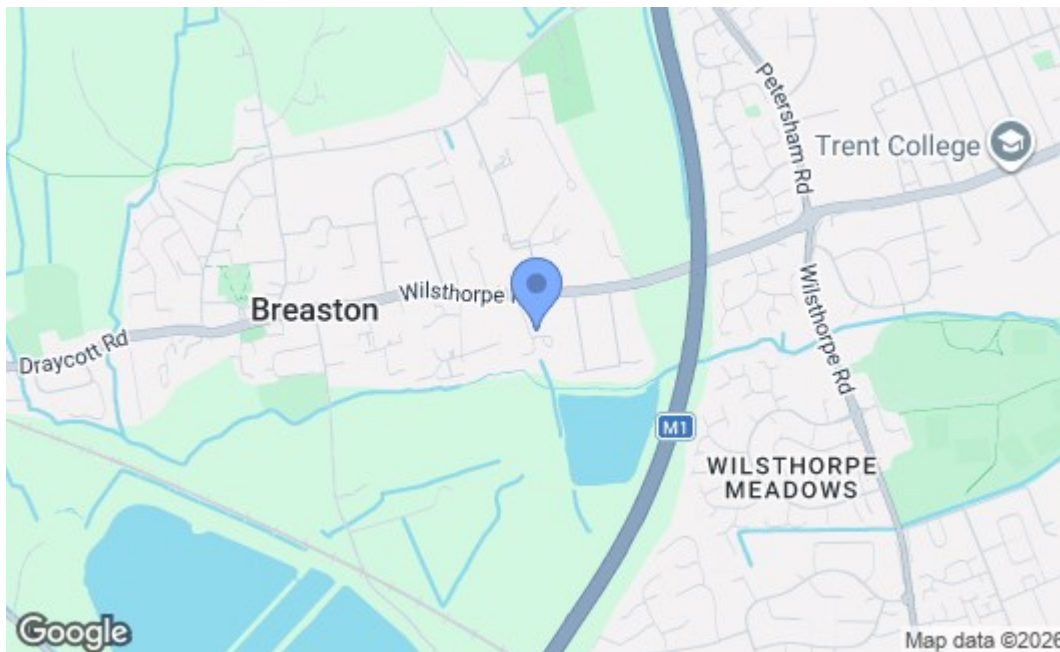 Petersham Rd
Trent College
Wilsthorpe
Breaston
Draycott Rd
Wilsthorpe Rd
M1
WILSTHORPE
MEADOWS
Google
Map data ©2026